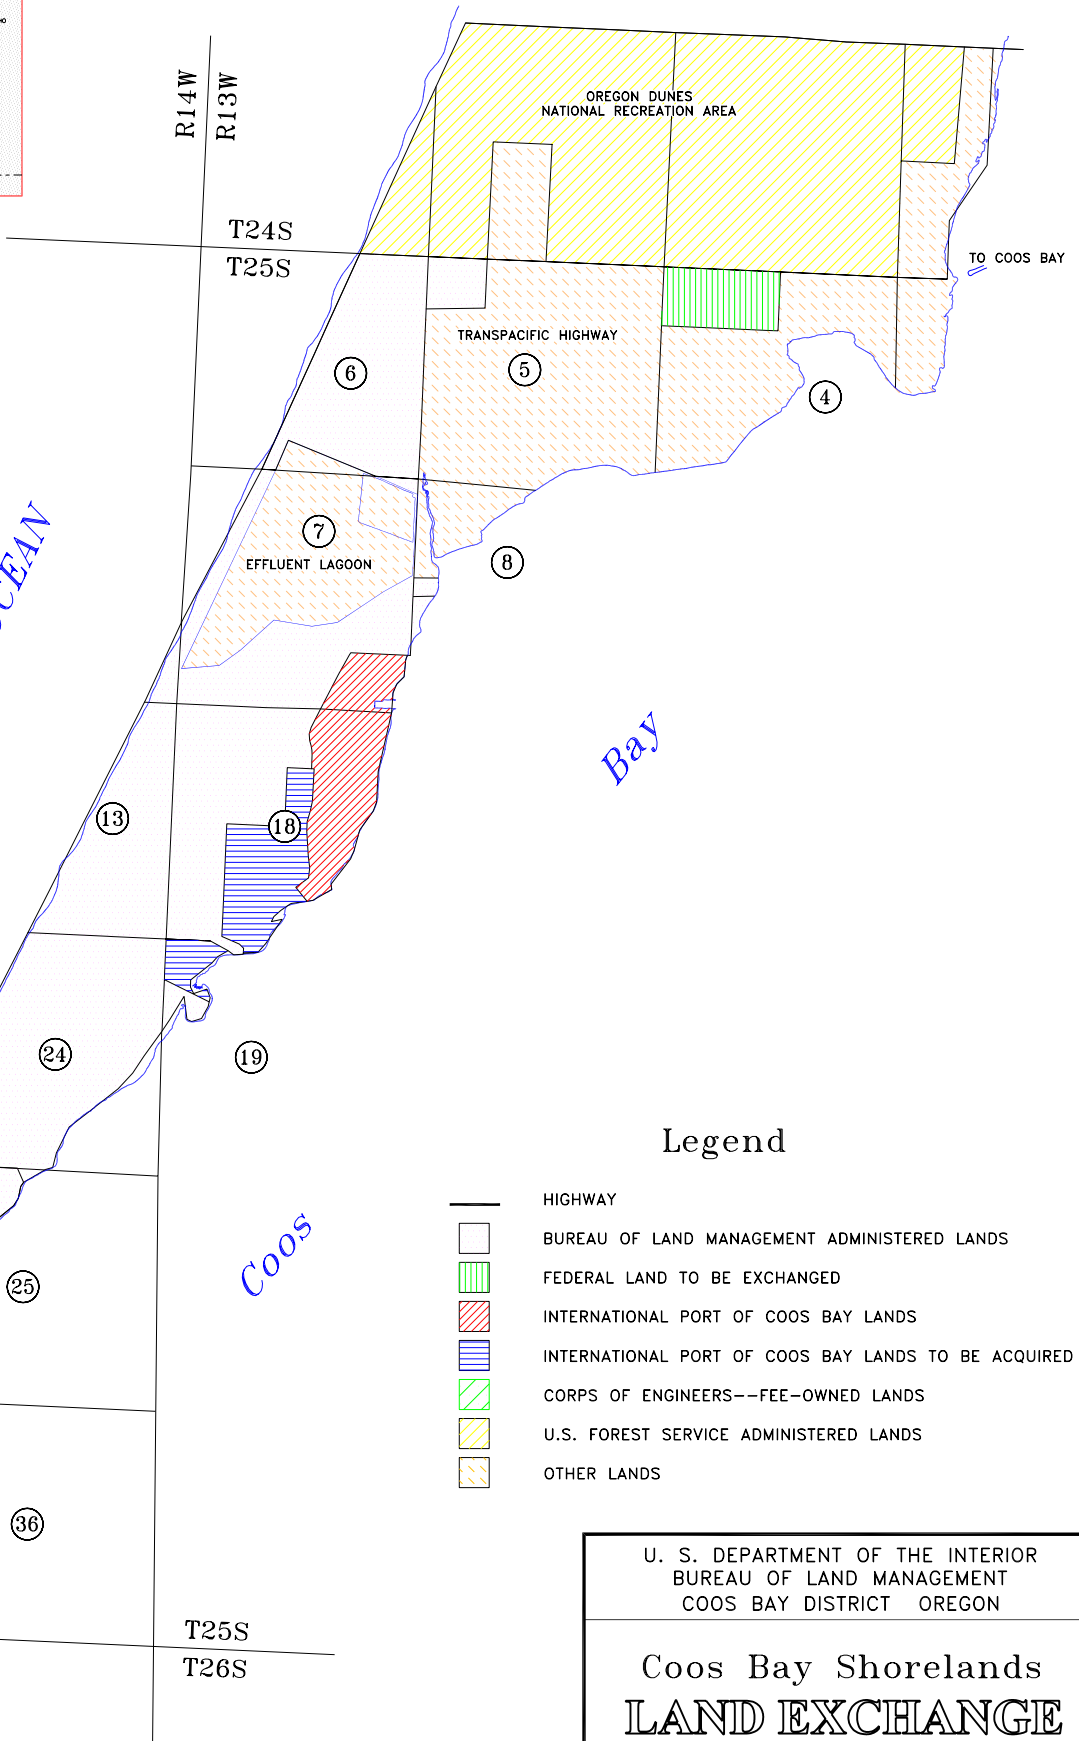 R14W
R13W
OREGON DUNES
NATIONAL RECREATION AREA
T24S
T25S
TO COOS BAY
TRANSPACIFIC HIGHWAY
6
5
4
7
EFFLUENT LAGOON
8
Bay
13
18
24
19
Coos
25
36
T25S
T26S
Legend
HIGHWAY
BUREAU OF LAND MANAGEMENT ADMINISTERED LANDS
FEDERAL LAND TO BE EXCHANGED
INTERNATIONAL PORT OF COOS BAY LANDS
INTERNATIONAL PORT OF COOS BAY LANDS TO BE ACQUIRED
CORPS OF ENGINEERS--FEE-OWNED LANDS
U.S. FOREST SERVICE ADMINISTERED LANDS
OTHER LANDS
U. S. DEPARTMENT OF THE INTERIOR
BUREAU OF LAND MANAGEMENT
COOS BAY DISTRICT OREGON
Coos Bay Shorelands
LAND EXCHANGE